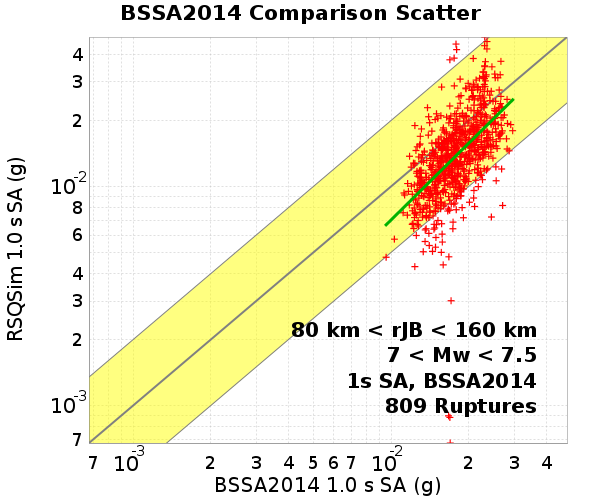 BSSA2014 Comparison Scatter
RSQSim 1.0 s SA (g)
4
3
2
10-2
8
6
4
3
2
10-3
7
80 km < rJB < 160 km
7 < Mw < 7.5
1s SA, BSSA2014
809 Ruptures
7 10-3 2 3 4 5 6 7 10-2 2 3 4
BSSA2014 1.0 s SA (g)